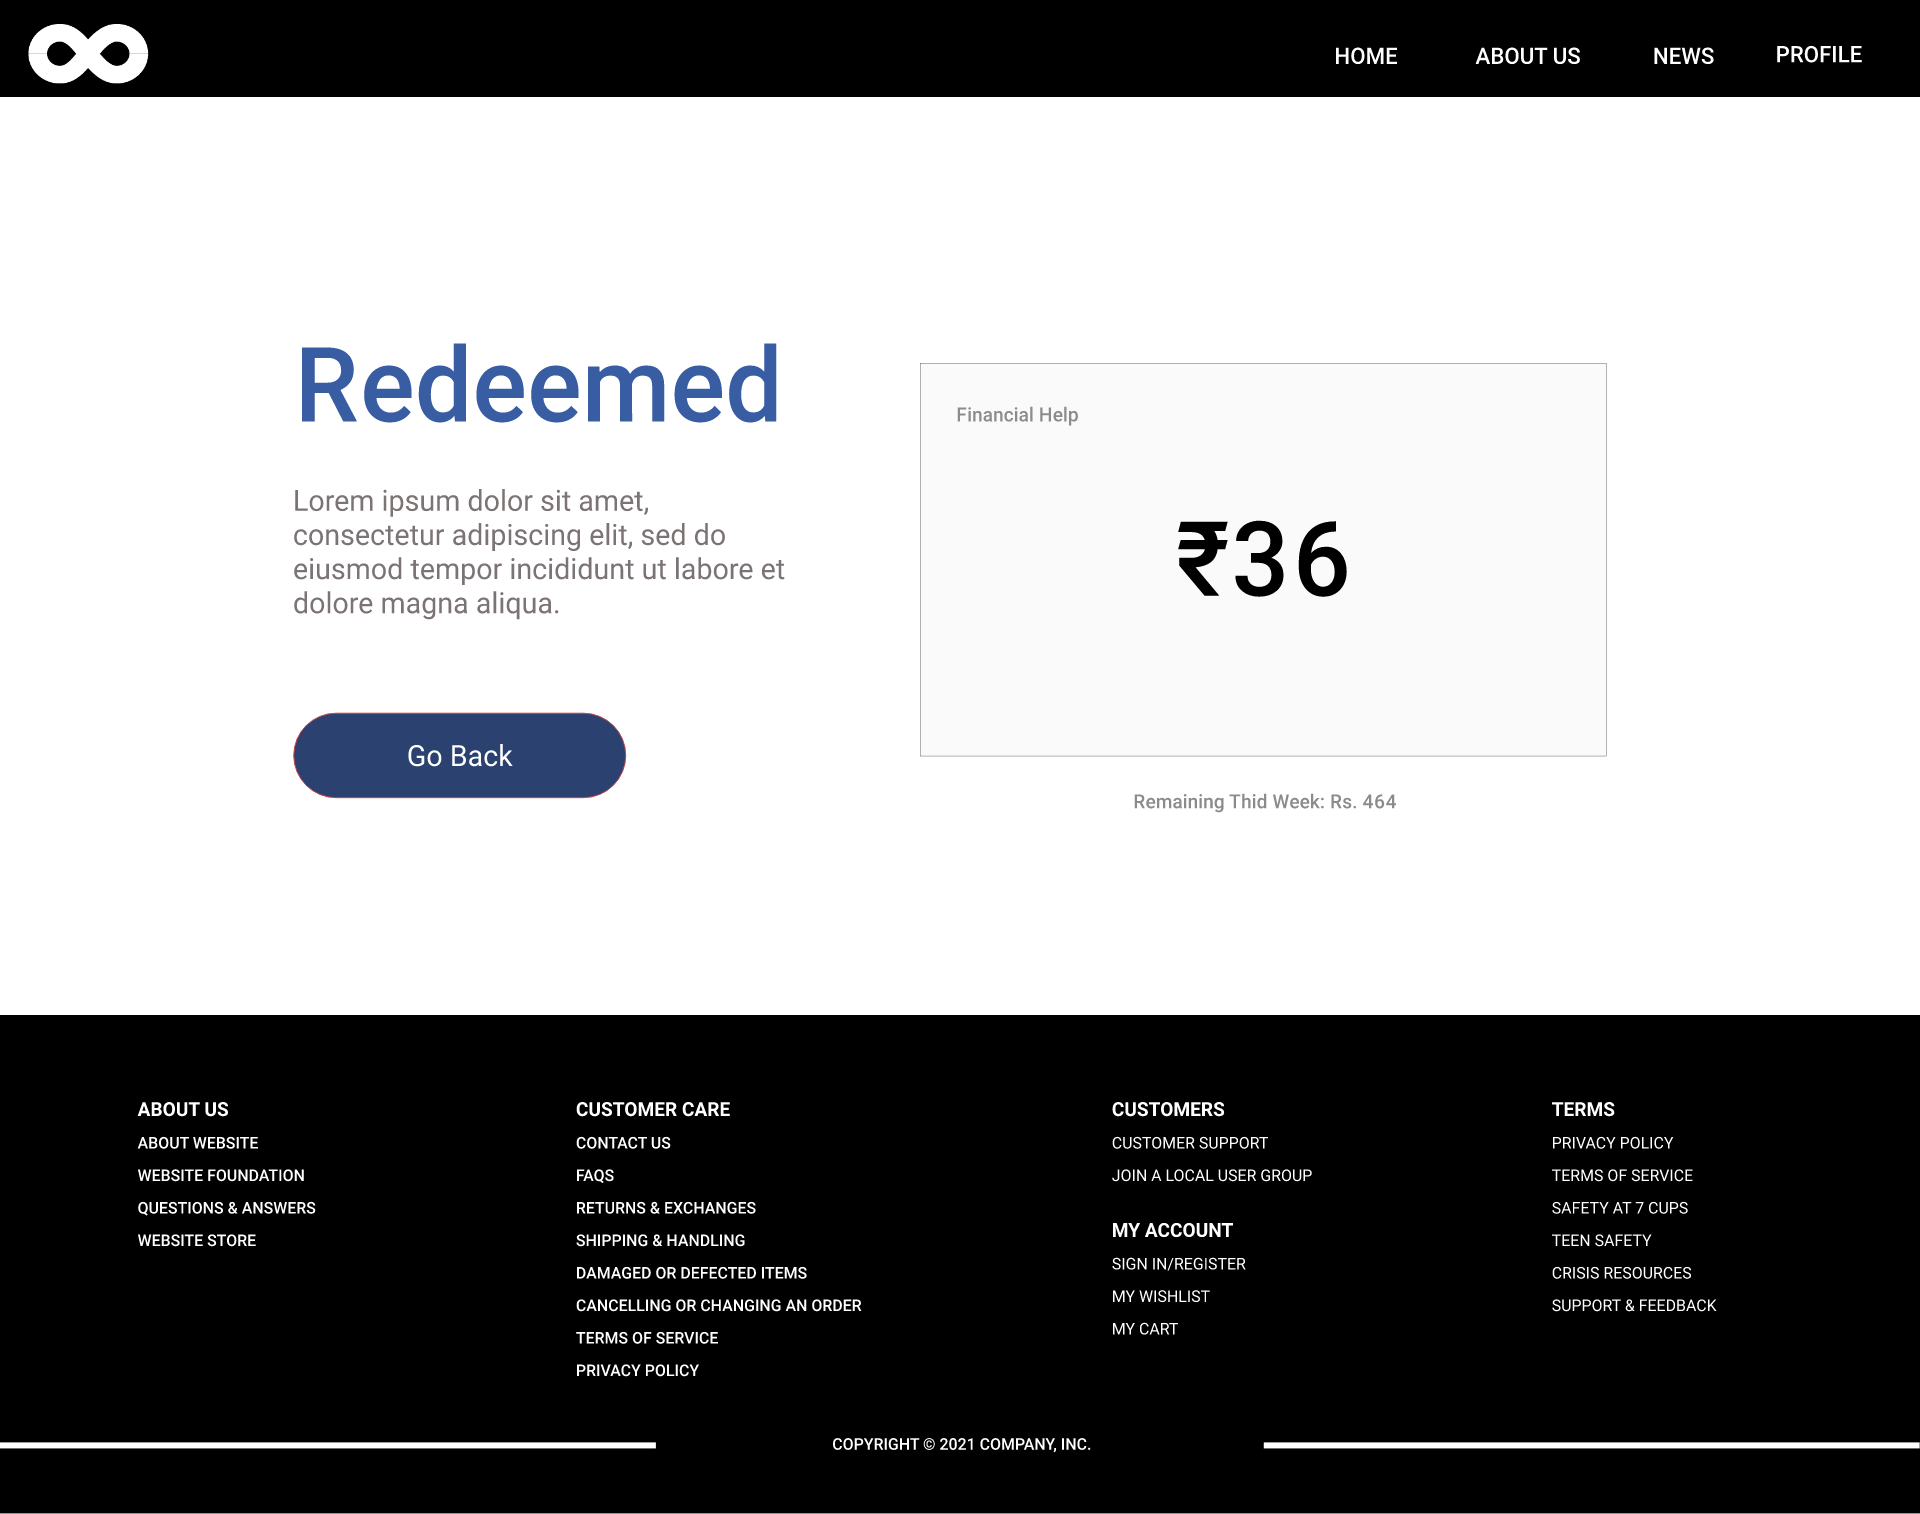 HOME
ABOUT US
NEWS
PROFILE
Redeemed
Lorem ipsum dolor sit amet,
consectetur adipiscing elit, sed do
eiusmod tempor incididunt ut labore et
dolore magna aliqua.
Go Back
Financial Help
₹36
Remaining Thid Week: Rs. 464
ABOUT US
ABOUT WEBSITE
WEBSITE FOUNDATION
QUESTIONS & ANSWERS
WEBSITE STORE
CUSTOMER CARE
CONTACT US
FAQS
RETURNS & EXCHANGES
SHIPPING & HANDLING
DAMAGED OR DEFECTED ITEMS
CANCELLING OR CHANGING AN ORDER
TERMS OF SERVICE
PRIVACY POLICY
CUSTOMERS
CUSTOMER SUPPORT
JOIN A LOCAL USER GROUP
MY ACCOUNT
SIGN IN/REGISTER
MY WISHLIST
MY CART
TERMS
PRIVACY POLICY
TERMS OF SERVICE
SAFETY AT 7 CUPS
TEEN SAFETY
CRISIS RESOURCES
SUPPORT & FEEDBACK
COPYRIGHT © 2021 COMPANY, INC.